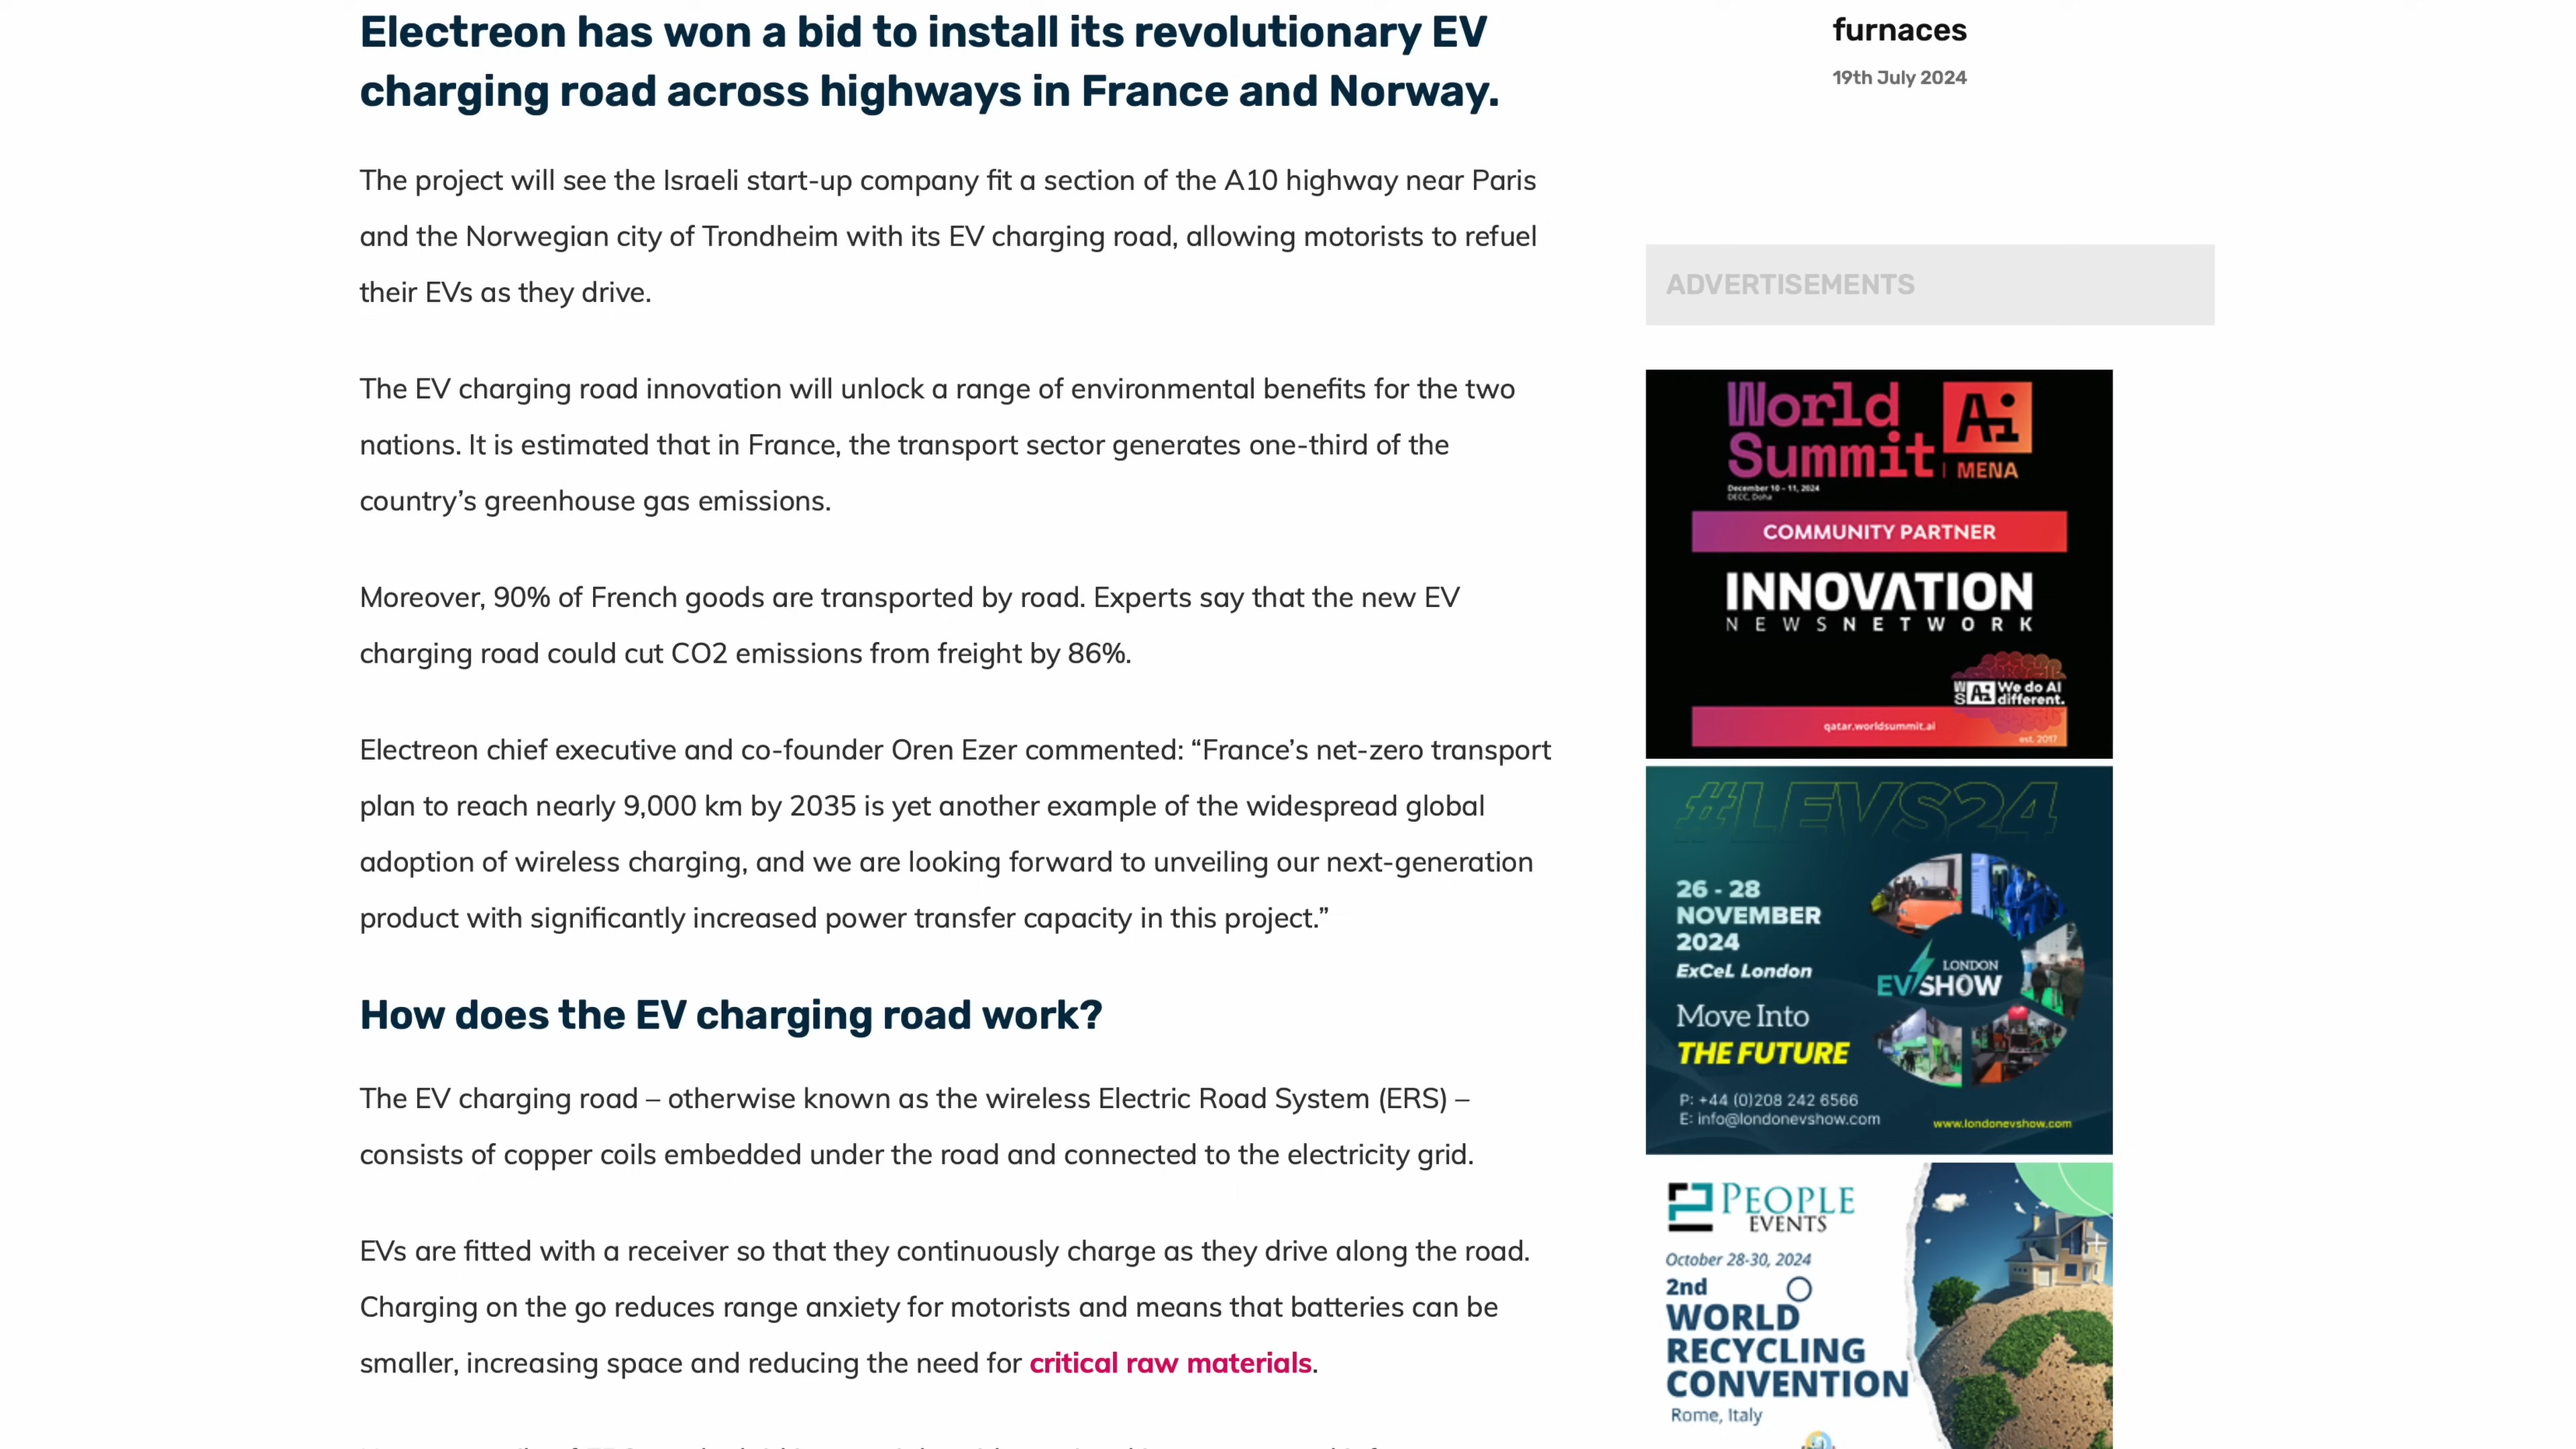 Electreon has won a bid to install its revolutionary EV
charging road across highways in France and Norway.
The project will see the Israeli start-up company fit a section of the A10 highway near Paris
and the Norwegian city of Trondheim with its EV charging road, allowing motorists to refuel
their EVs as they drive.
The EV charging road innovation will unlock a range of environmental benefits for the two
nations. It is estimated that in France, the transport sector generates one-third of the
country’s greenhouse gas emissions.
Moreover, 90% of French goods are transported by road. Experts say that the new EV
charging road could cut CO2 emissions from freight by 86%.
Electreon chief executive and co-founder Oren Ezer commented: “France’s net-zero transport
plan to reach nearly 9,000 km by 2035 is yet another example of the widespread global
adoption of wireless charging, and we are looking forward to unveiling our next-generation
product with significantly increased power transfer capacity in this project.”
How does the EV charging road work?
The EV charging road – otherwise known as the wireless Electric Road System (ERS) –
consists of copper coils embedded under the road and connected to the electricity grid.
EVs are fitted with a receiver so that they continuously charge as they drive along the road.
Charging on the go reduces range anxiety for motorists and means that batteries can be
smaller, increasing space and reducing the need for critical raw materials.
furnaces
19th July 2024
ADVERTISEMENTS
World
Summit Ai
MENA
December 10 - 11, 2024
DECC, Doha
COMMUNITY PARTNER
INNOVATION
NEWS NETWORK
WS Ai We do AI
different.
qatar.worldsummit.ai
est. 2017
#LEVS24
26 - 28
NOVEMBER
2024
ExCeL London
LONDON
EV SHOW
Move Into
THE FUTURE
P: +44 (0)208 242 6566
E: info@londonevshow.com
www.londonevshow.com
PEOPLE
EVENTS
October 28-30, 2024
2nd
WORLD
RECYCLING
CONVENTION
Rome, Italy